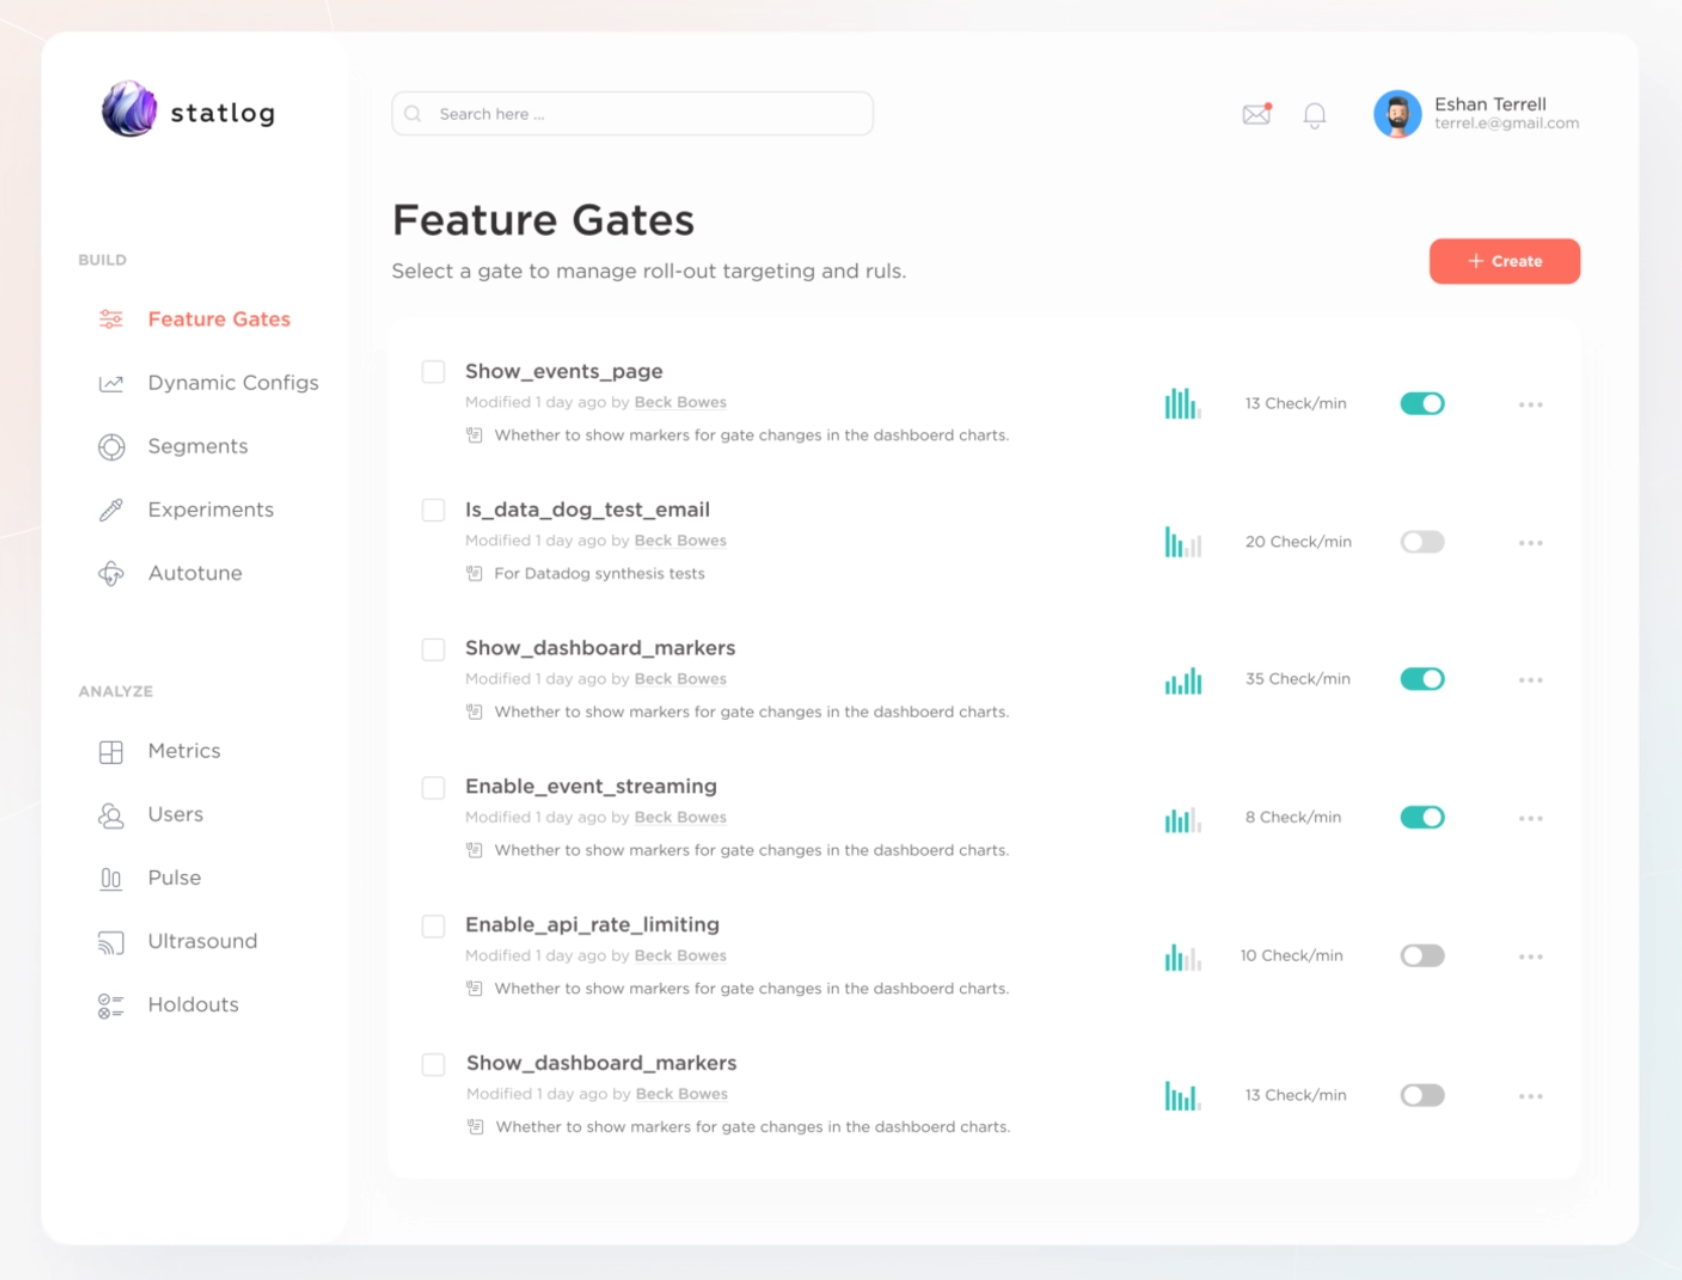 statlog
Search here ...
Eshan Terrell
terrel.e@gmail.com
BUILD
Feature Gates
Dynamic Configs
Segments
Experiments
Autotune
ANALYZE
Metrics
Users
Pulse
Ultrasound
Holdouts
Feature Gates
Select a gate to manage roll-out targeting and ruls.
+ Create
Show_events_page
Modified 1 day ago by Beck Bowes
Whether to show markers for gate changes in the dashboerd charts.
13 Check/min
Is_data_dog_test_email
Modified 1 day ago by Beck Bowes
For Datadog synthesis tests
20 Check/min
Show_dashboard_markers
Modified 1 day ago by Beck Bowes
Whether to show markers for gate changes in the dashboerd charts.
35 Check/min
Enable_event_streaming
Modified 1 day ago by Beck Bowes
Whether to show markers for gate changes in the dashboerd charts.
8 Check/min
Enable_api_rate_limiting
Modified 1 day ago by Beck Bowes
Whether to show markers for gate changes in the dashboerd charts.
10 Check/min
Show_dashboard_markers
Modified 1 day ago by Beck Bowes
Whether to show markers for gate changes in the dashboerd charts.
13 Check/min